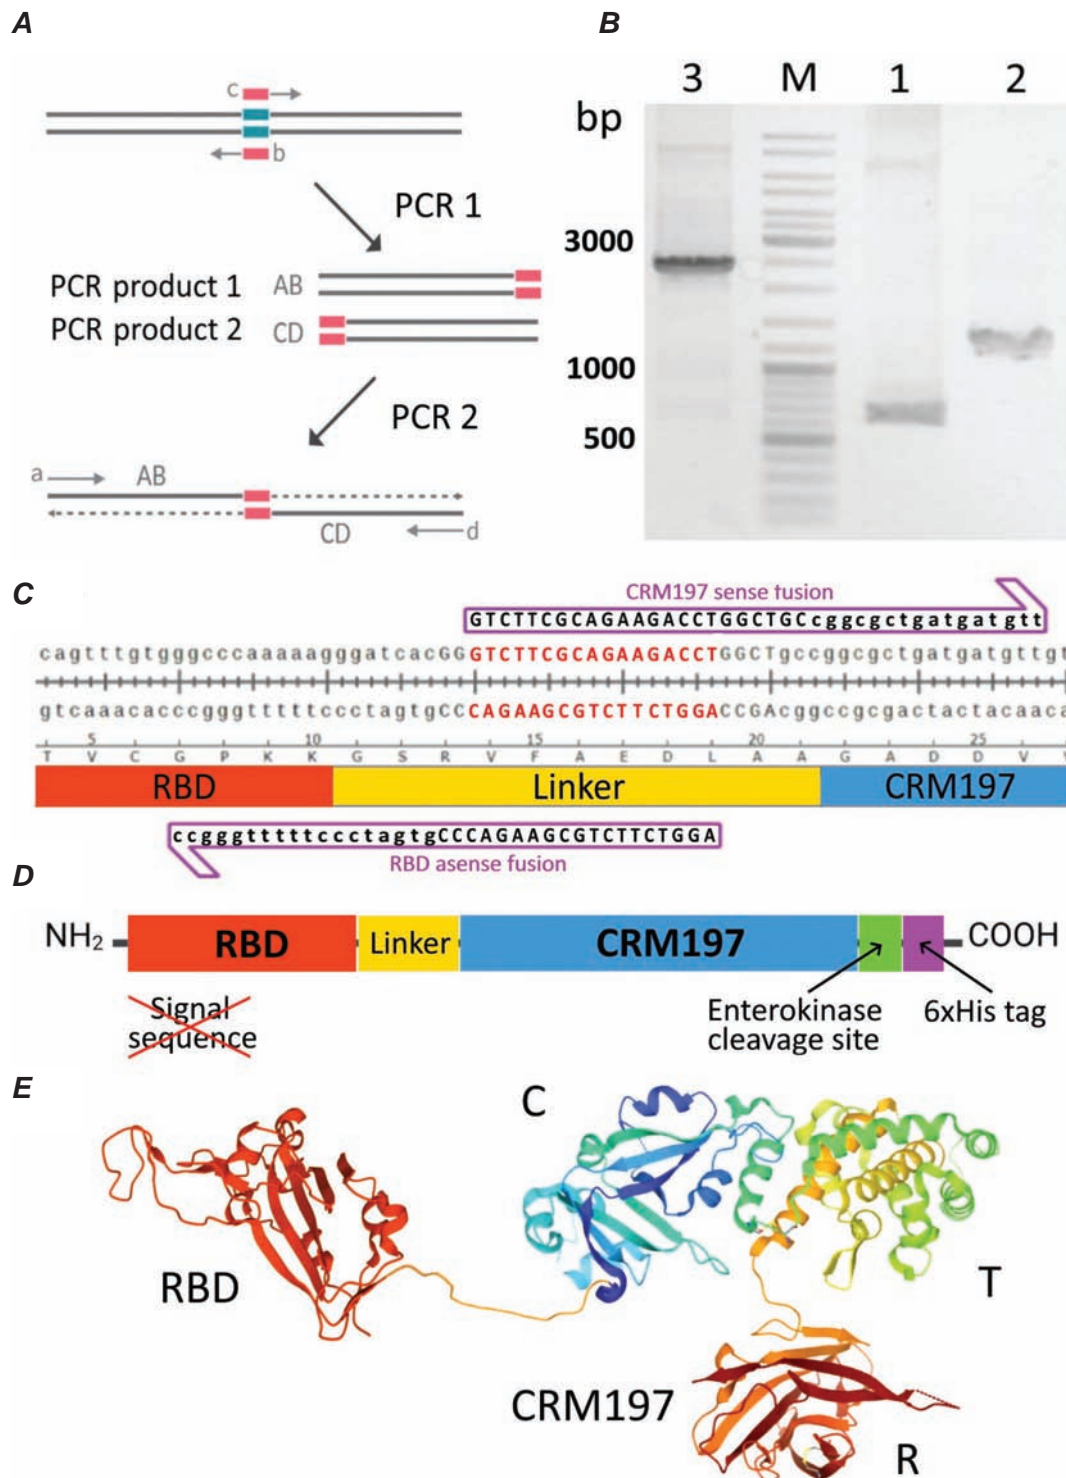 A
B
c
b
PCR 1
PCR product 1 AB
PCR product 2 CD
PCR 2
a AB
CD d
3 M 1 2
bp
3000
1000
500
C
CRM197 sense fusion
GTCTTCGCAGAAGACCTGGCTGCcggcgctgatgatgtt
cagtttgtgggcccaaaaagggatcacGGGTCTTCGCAGAAGACCTGGCTgccggcgctgatgatgttgt
gtcaaacacccgggtttttccctagtgCCCAGAAGCGTCTTCTGGACCGAcggccgcgactactacaaca
5 10 15 20 25
T V C G P K K G S R V F A E D L A A G A D D V
RBD Linker CRM197
ccgggtttttccctagtgCCCAGAAGCGTCTTCTGGA
RBD asense fusion
D
NH2 RBD Linker CRM197 COOH
Signal
sequence
Enterokinase
cleavage site
6xHis tag
E
C
RBD
T
CRM197
R